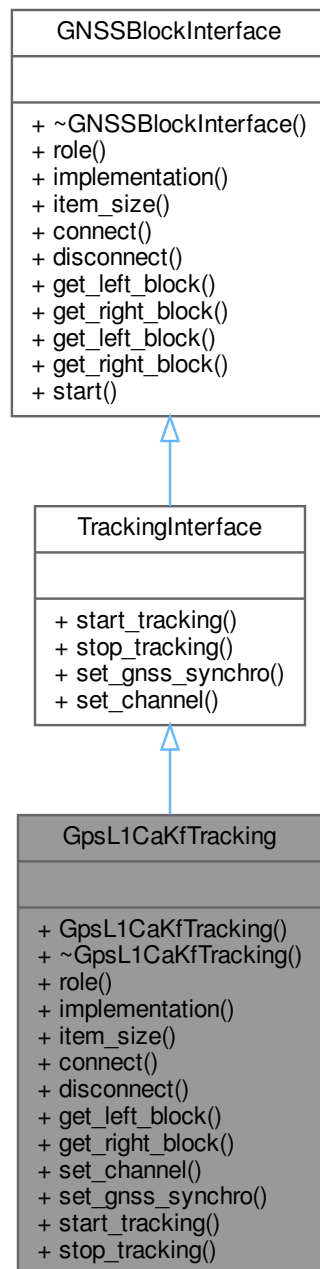 GNSSBlockInterface
+ ~GNSSBlockInterface()
+ role()
+ implementation()
+ item_size()
+ connect()
+ disconnect()
+ get_left_block()
+ get_right_block()
+ get_left_block()
+ get_right_block()
+ start()
TrackingInterface
+ start_tracking()
+ stop_tracking()
+ set_gnss_synchro()
+ set_channel()
GpsL1CaKfTracking
+ GpsL1CaKfTracking()
+ ~GpsL1CaKfTracking()
+ role()
+ implementation()
+ item_size()
+ connect()
+ disconnect()
+ get_left_block()
+ get_right_block()
+ set_channel()
+ set_gnss_synchro()
+ start_tracking()
+ stop_tracking()